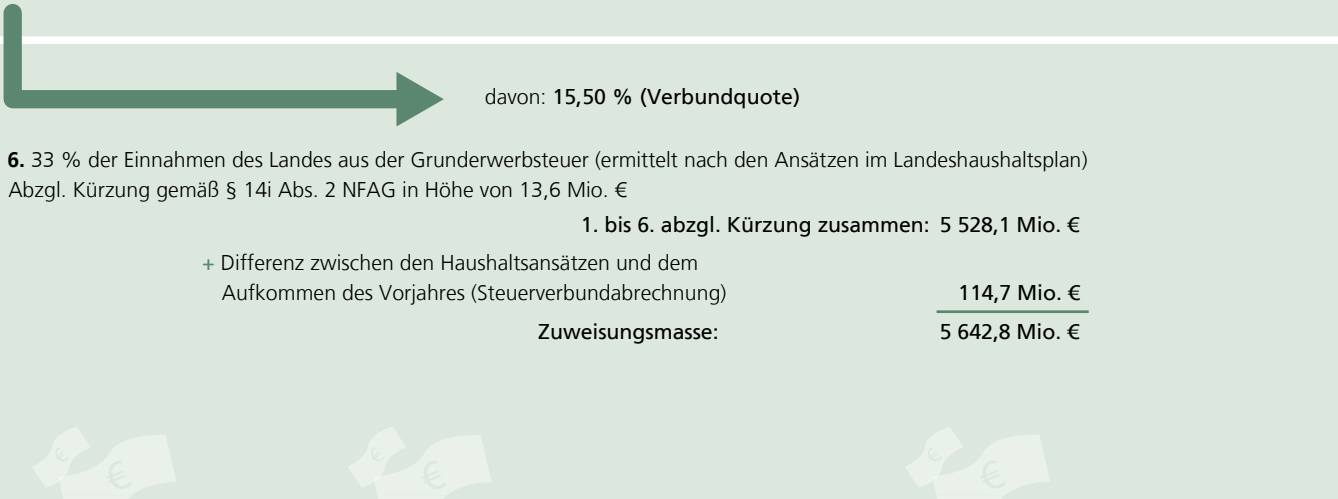 davon: 15,50 % (Verbundquote)
6. 33 % der Einnahmen des Landes aus der Grunderwerbsteuer (ermittelt nach den Ansätzen im Landeshaushaltsplan)
Abzgl. Kürzung gemäß § 14i Abs. 2 NFAG in Höhe von 13,6 Mio. €
1. bis 6. abzgl. Kürzung zusammen: 5 528,1 Mio. €
+ Differenz zwischen den Haushaltsansätzen und dem
Aufkommen des Vorjahres (Steuerverbundabrechnung) 114,7 Mio. €
Zuweisungsmasse: 5 642,8 Mio. €
€ €
€ €
€ €